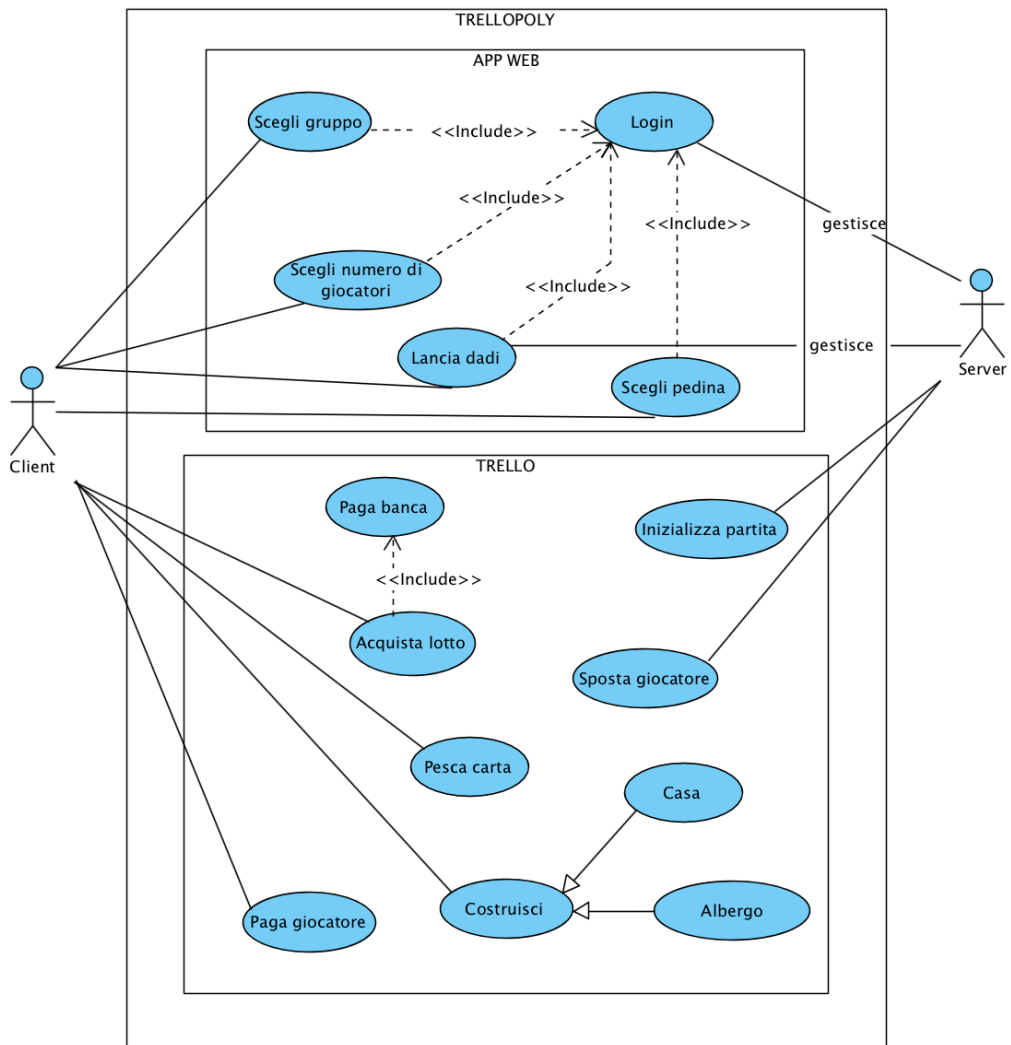 TRELLOPOLY
APP WEB
Scegli gruppo
<<Include>>
Login
<<Include>>
<<Include>>
gestisce
Scegli numero di
giocatori
<<Include>>
Lancia dadi
gestisce
Scegli pedina
Server
Client
TRELLO
Paga banca
Inizializza partita
<<Include>>
Acquista lotto
Sposta giocatore
Pesca carta
Casa
Costruisci
Albergo
Paga giocatore